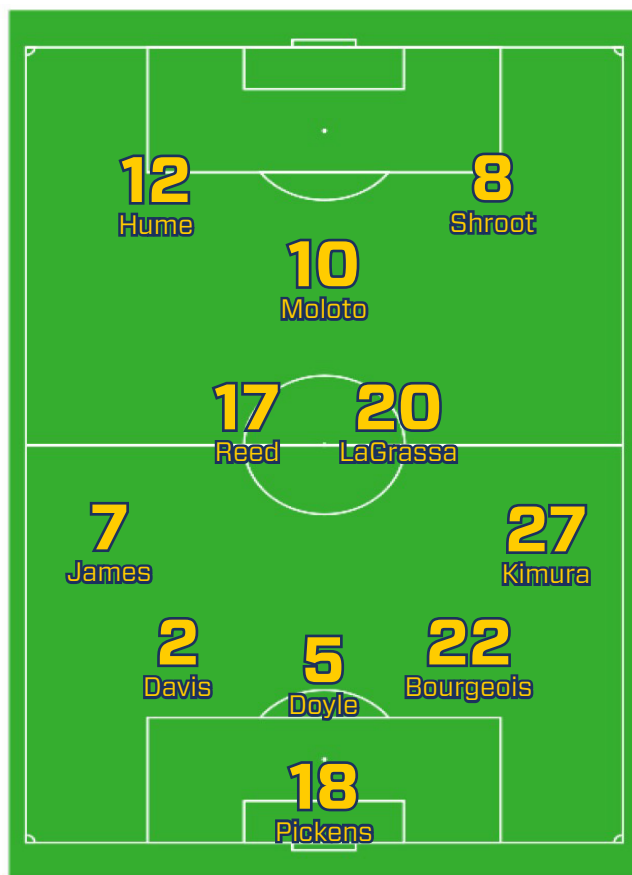 12
Hume
8
Shroot
10
Moloto
17
Reed
20
LaGrassa
7
James
27
Kimura
2
Davis
5
Doyle
22
Bourgeois
18
Pickens